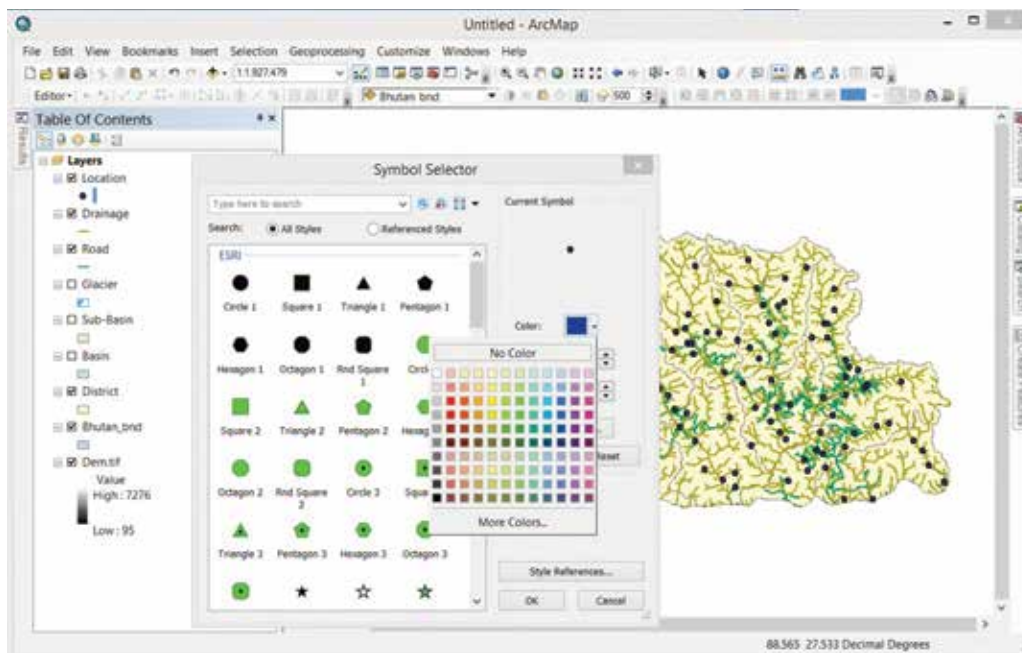 Untitled - ArcMap
File Edit View Bookmarks Insert Selection Geoprocessing Customize Windows Help
1:1.927,479
Editor Bhutan bnd 500
Table Of Contents
Results
Layers
Location
Drainage
Road
Glacier
Sub-Basin
Basin
District
Bhutan_bnd
Dem.tif
Value
High : 7276
Low : 95
Symbol Selector
Type here to search
Search: All Styles Referenced Styles
ESRI
Circle 1 Square 1 Triangle 1 Pentagon 1
Hexagon 1 Octagon 1 Rnd Square 1
Square 2 Triangle 2 Pentagon 2
Octagon 2 Rnd Square 2 Circle 3
Triangle 3 Pentagon 3 Hexagon 3 Octagon 3
Current Symbol
Color:
No Color
More Colors...
Style References...
OK Cancel
88.565 27.533 Decimal Degrees